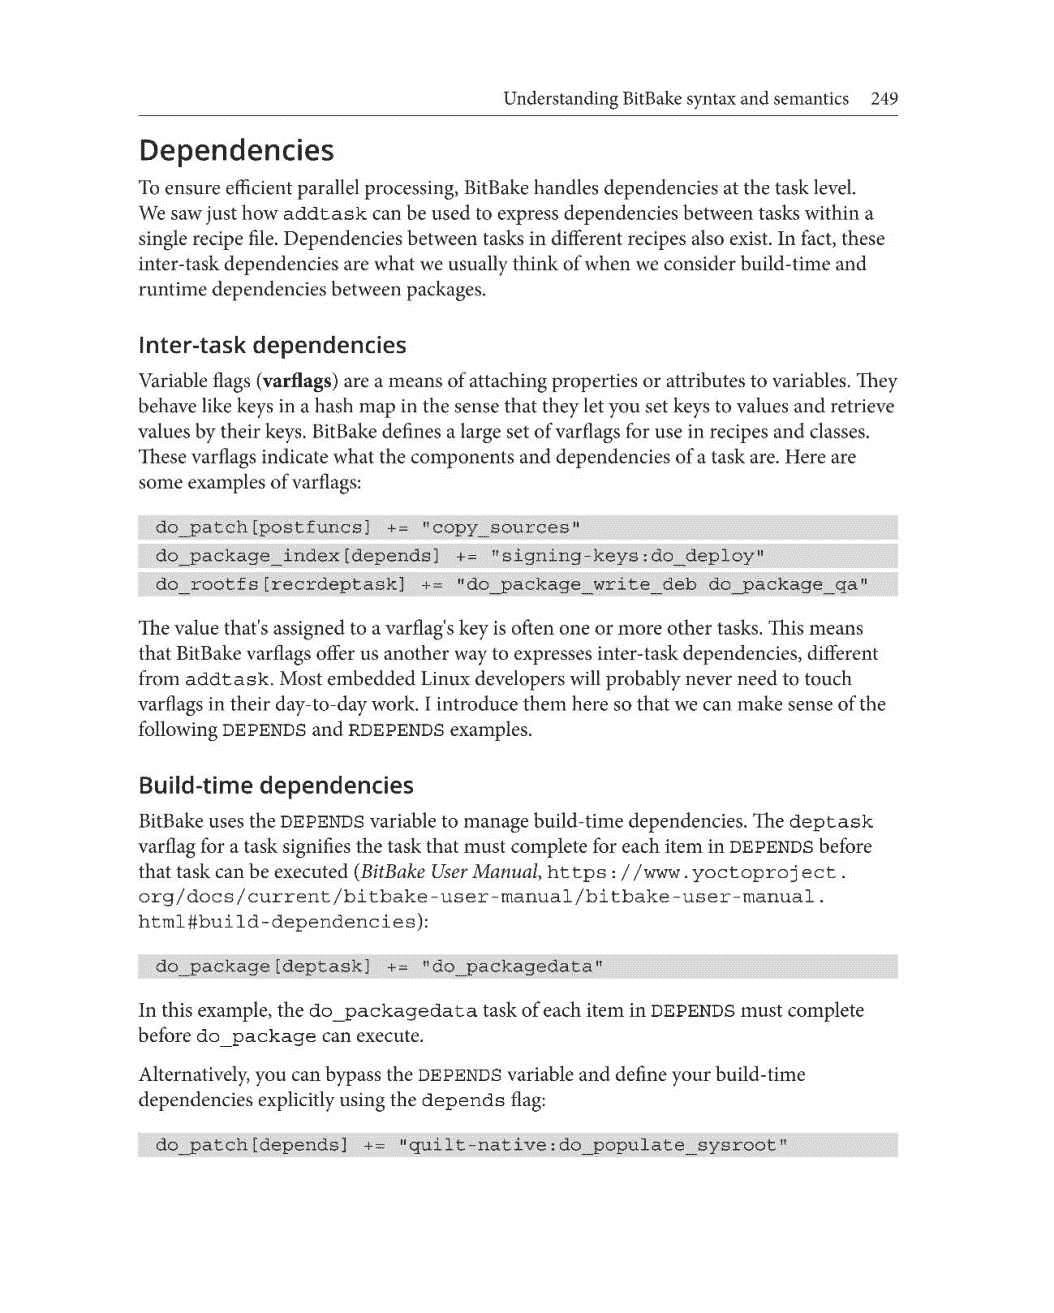 Understanding BitBake syntax and semantics 249
Dependencies
To ensure efficient parallel processing, BitBake handles dependencies at the task level.
We saw just how addtask can be used to express dependencies between tasks within a
single recipe file. Dependencies between tasks in different recipes also exist. In fact, these
inter-task dependencies are what we usually think of when we consider build-time and
runtime dependencies between packages.
Inter-task dependencies
Variable flags (varflags) are a means of attaching properties or attributes to variables. They
behave like keys in a hash map in the sense that they let you set keys to values and retrieve
values by their keys. BitBake defines a large set of varflags for use in recipes and classes.
These varflags indicate what the components and dependencies of a task are. Here are
some examples of varflags:
do_patch[postfuncs] += "copy_sources"
do_package_index[depends] += "signing-keys:do_deploy"
do_rootfs[recrdeptask] += "do_package_write_deb do_package_qa"
The value that's assigned to a varflag's key is often one or more other tasks. This means
that BitBake varflags offer us another way to expresses inter-task dependencies, different
from addtask. Most embedded Linux developers will probably never need to touch
varflags in their day-to-day work. I introduce them here so that we can make sense of the
following DEPENDS and RDEPENDS examples.
Build-time dependencies
BitBake uses the DEPENDS variable to manage build-time dependencies. The deptask
varflag for a task signifies the task that must complete for each item in DEPENDS before
that task can be executed (BitBake User Manual, https://www.yoctoproject.
org/docs/current/bitbake-user-manual/bitbake-user-manual.
html#build-dependencies):
do_package[deptask] += "do_packagedata"
In this example, the do_packagedata task of each item in DEPENDS must complete
before do_package can execute.
Alternatively, you can bypass the DEPENDS variable and define your build-time
dependencies explicitly using the depends flag:
do_patch[depends] += "quilt-native:do_populate_sysroot"